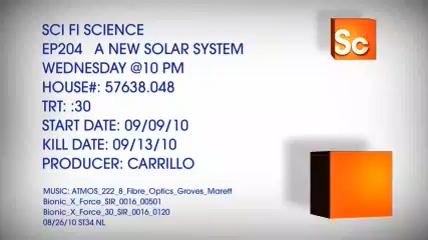 SCI FI SCIENCE
Sc
EP204 A NEW SOLAR SYSTEM
WEDNESDAY @10 PM
HOUSE#: 57638.048
TRT: :30
START DATE: 09/09/10
KILL DATE: 09/13/10
PRODUCER: CARRILLO
MUSIC: ATMOS_222_8_Fibre_Optics_Groves_Marett
Bionic_X_Force_SIR_0016_00501
Bionic_X_Force_30_SIR_0016_0120
08/26/10 ST34 NL